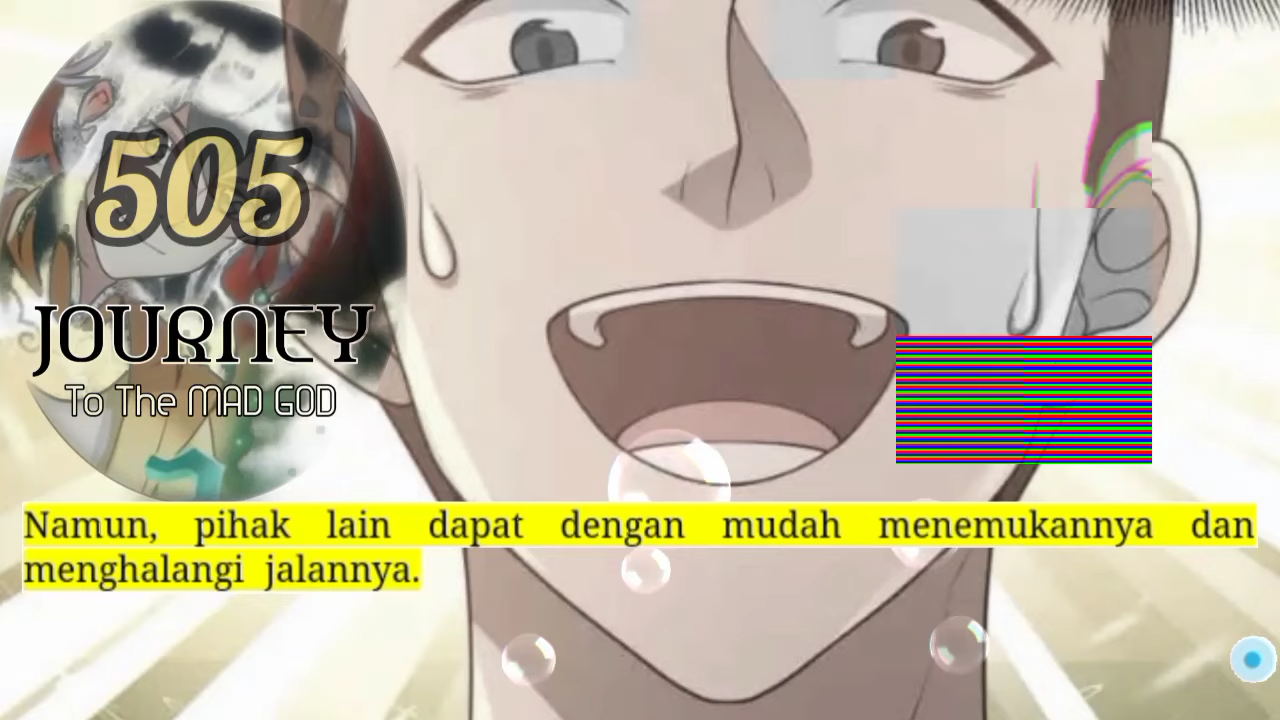 505
JOURNEY
To The MAD GOD
Namun, pihak lain dapat dengan mudah menemukannya dan
menghalangi jalannya.